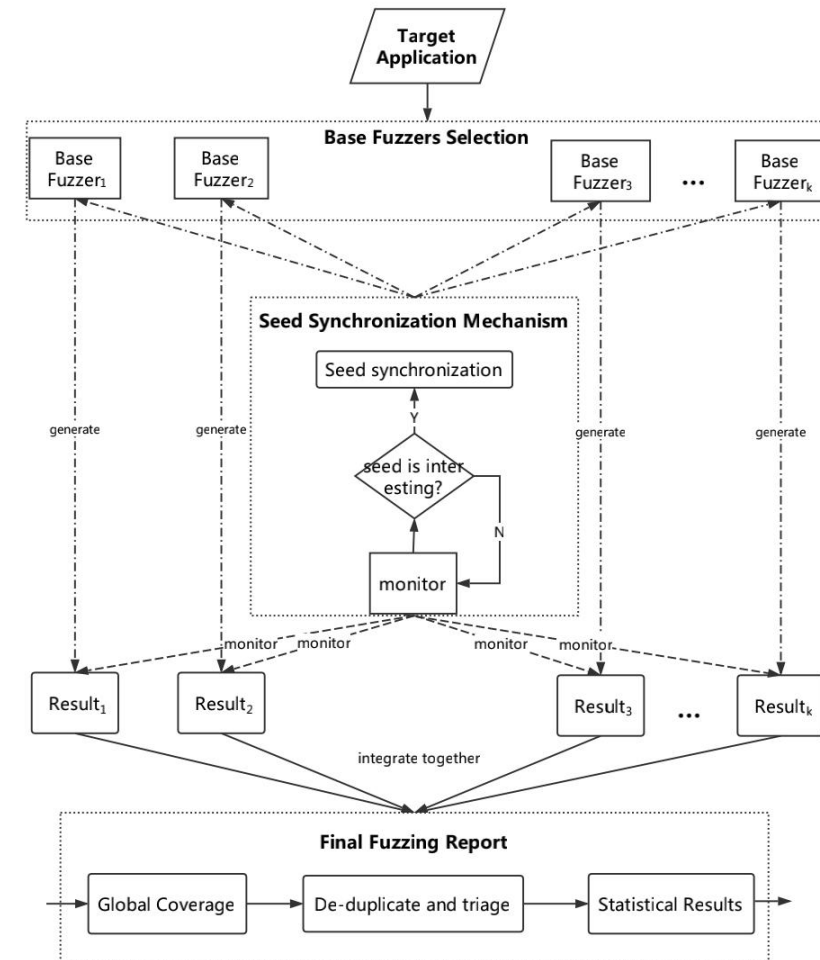 Target
Application
Base Fuzzers Selection
Base
Fuzzer₁
Base
Fuzzer₂
Base
Fuzzer₃
...
Base
Fuzzerₖ
Seed Synchronization Mechanism
Seed synchronization
Y
generate
generate
generate
generate
seed is inter
esting?
N
monitor
monitor
monitor
monitor
monitor
Result₁
Result₂
Result₃
...
Resultₖ
integrate together
Final Fuzzing Report
Global Coverage
De-duplicate and triage
Statistical Results